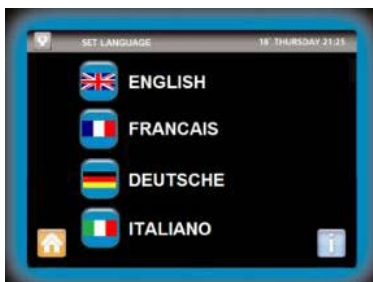 SET LANGUAGE 18° THURSDAY 21:25
ENGLISH
FRANCAIS
DEUTSCHE
ITALIANO
i